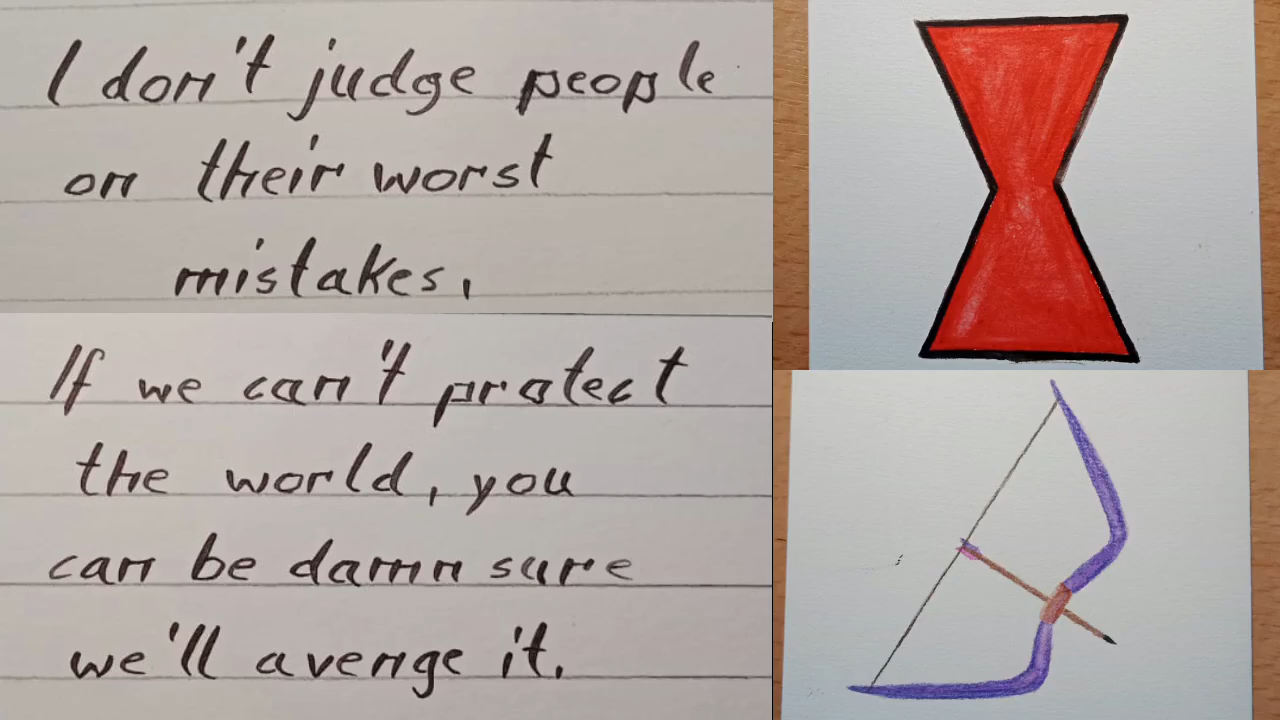 I don't judge people
on their worst
mistakes.
If we can't protect
the world, you
can be damn sure
we'll avenge it.